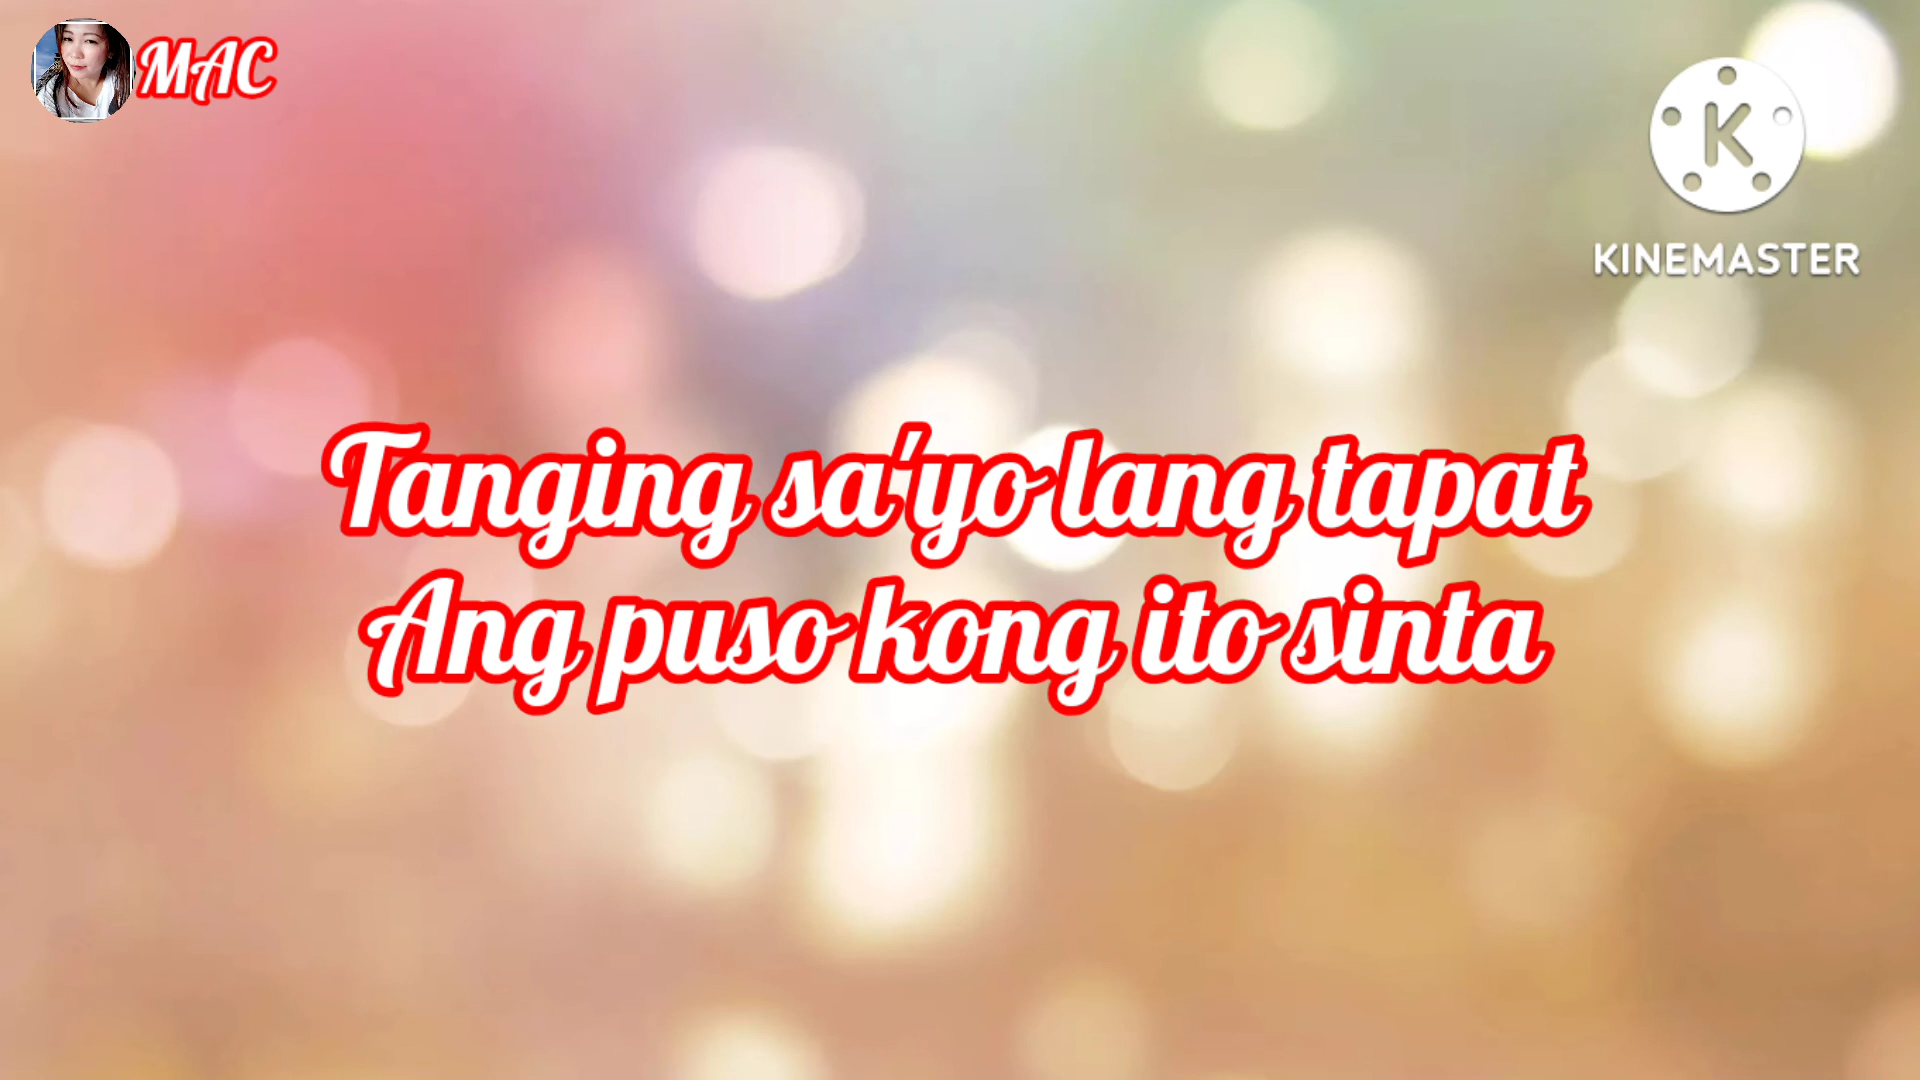 MAC
K
KINEMASTER
Tanging sa'yo lang tapat
Ang puso kong ito sinta